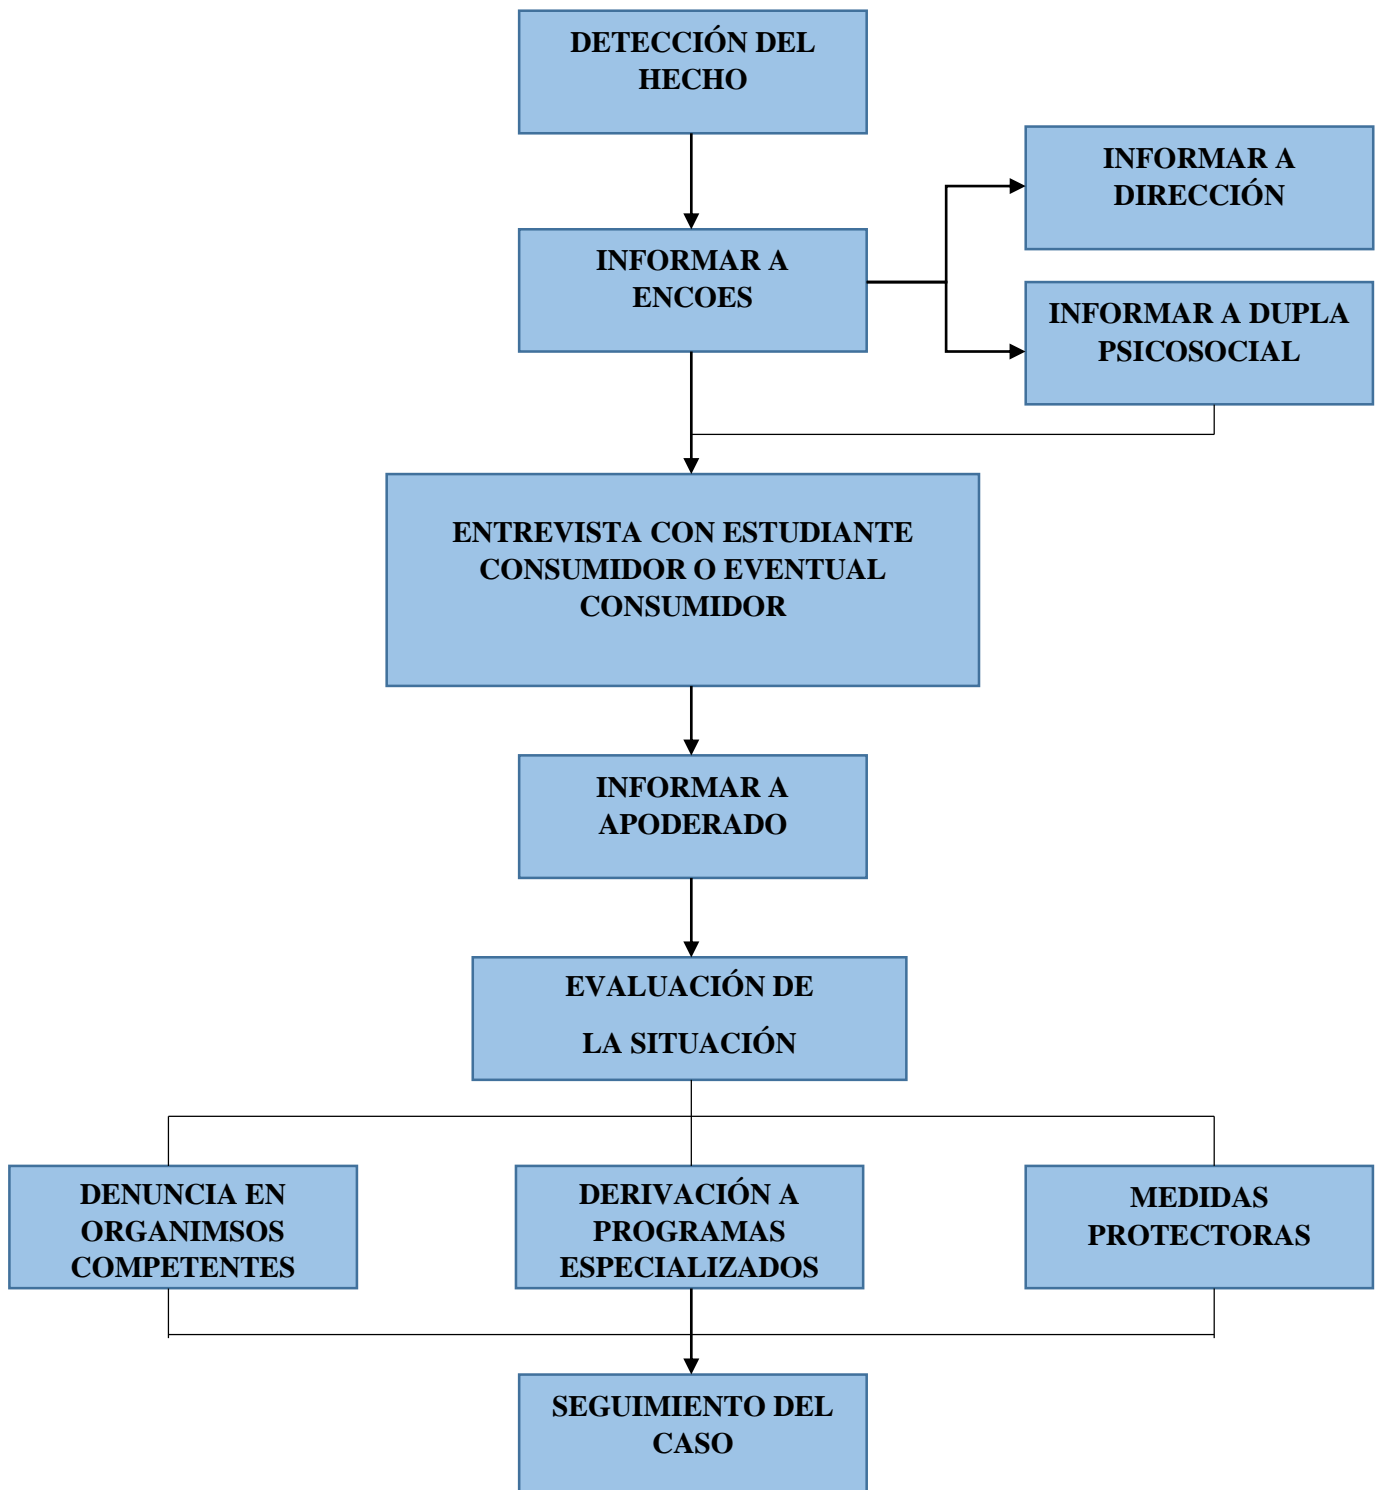 DETECCIÓN DEL
HECHO
INFORMAR A
DIRECCIÓN
INFORMAR A
ENCOES
INFORMAR A DUPLA
PSICOSOCIAL
ENTREVISTA CON ESTUDIANTE
CONSUMIDOR O EVENTUAL
CONSUMIDOR
INFORMAR A
APODERADO
EVALUACIÓN DE
LA SITUACIÓN
DENUNCIA EN
ORGANIMSOS
COMPETENTES
DERIVACIÓN A
PROGRAMAS
ESPECIALIZADOS
MEDIDAS
PROTECTORAS
SEGUIMIENTO DEL
CASO